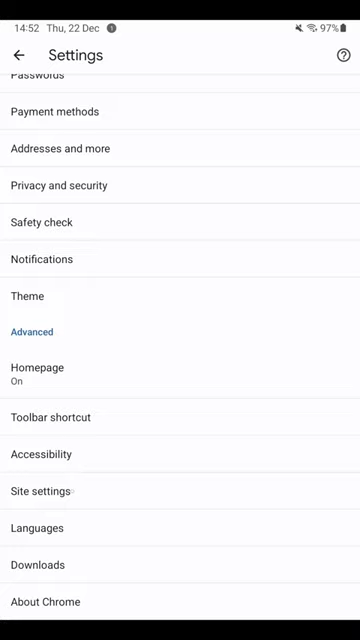 14:52 Thu, 22 Dec 97%
Settings
Passwords
Payment methods
Addresses and more
Privacy and security
Safety check
Notifications
Theme
Advanced
Homepage
On
Toolbar shortcut
Accessibility
Site settings
Languages
Downloads
About Chrome